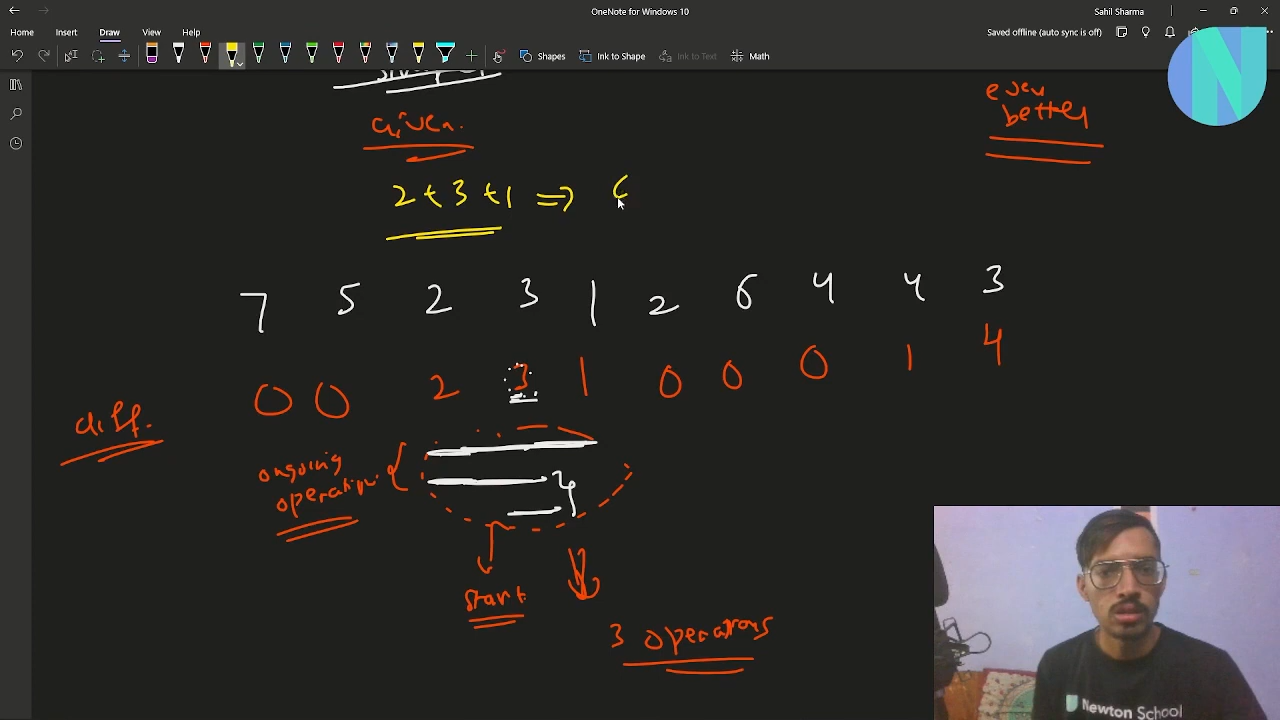 OneNote for Windows 10
Sahil Sharma
Home Insert Draw View Help
Saved offline (auto sync is off)
Shapes Ink to Shape Ink to Text Math
Given.
even
better
2 + 3 + 1 => 6
7 5 2 3 1 2 6 4 4 3
0 0 2 3 1 0 0 0 1 4
diff.
ongoing
operation
start
3 operations
Newton School